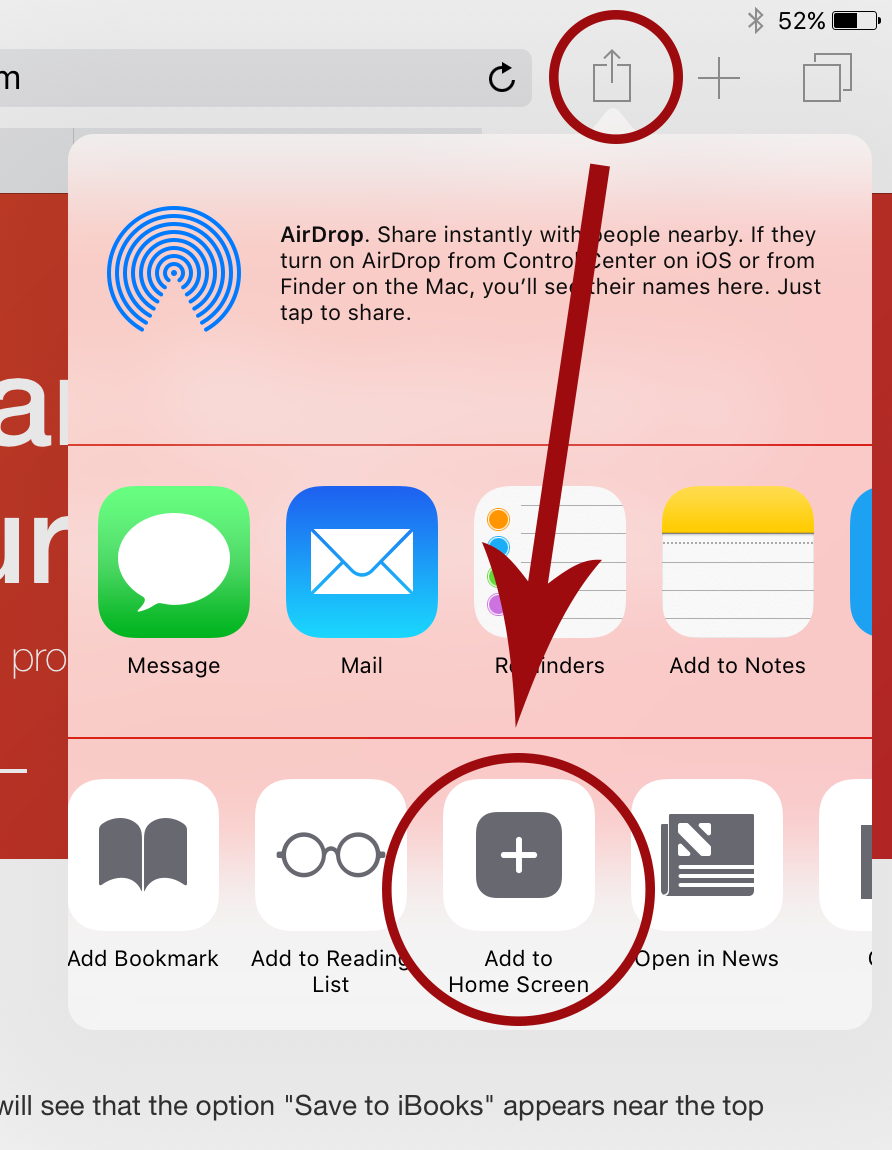 52%
m
AirDrop. Share instantly with people nearby. If they
turn on AirDrop from Control Center on iOS or from
Finder on the Mac, you’ll see their names here. Just
tap to share.
ar
ur
pro
Message
Mail
Reminders
Add to Notes
Add Bookmark
Add to Reading
List
Add to
Home Screen
Open in News
will see that the option "Save to iBooks" appears near the top